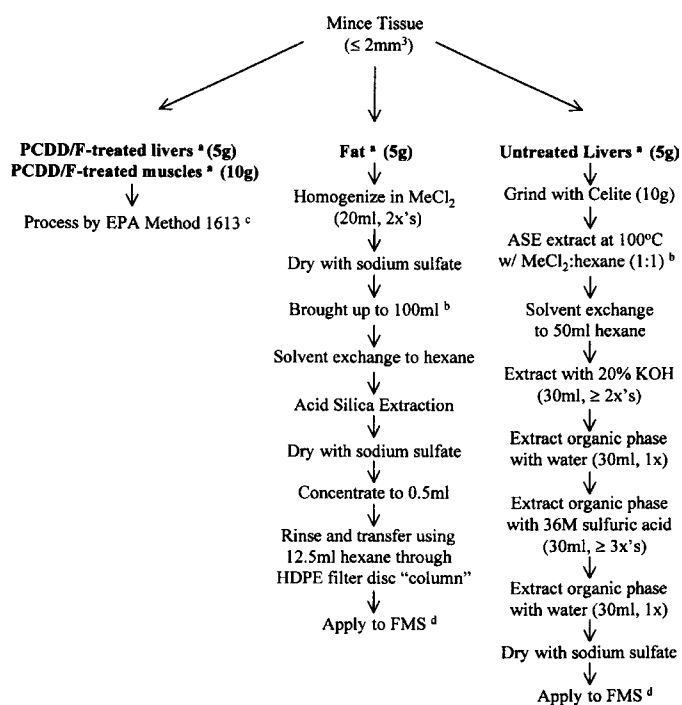 Mince Tissue
(≤ 2mm³)
PCDD/F-treated livers ᵃ (5g)
PCDD/F-treated muscles ᵃ (10g)
Process by EPA Method 1613 ᶜ
Fat ᵃ (5g)
Homogenize in MeCl₂
(20ml, 2x's)
Dry with sodium sulfate
Brought up to 100ml ᵇ
Solvent exchange to hexane
Acid Silica Extraction
Dry with sodium sulfate
Concentrate to 0.5ml
Rinse and transfer using
12.5ml hexane through
HDPE filter disc “column”
Apply to FMS ᵈ
Untreated Livers ᵃ (5g)
Grind with Celite (10g)
ASE extract at 100°C
w/ MeCl₂:hexane (1:1) ᵇ
Solvent exchange
to 50ml hexane
Extract with 20% KOH
(30ml, ≥ 2x's)
Extract organic phase
with water (30ml, 1x)
Extract organic phase
with 36M sulfuric acid
(30ml, ≥ 3x's)
Extract organic phase
with water (30ml, 1x)
Dry with sodium sulfate
Apply to FMS ᵈ